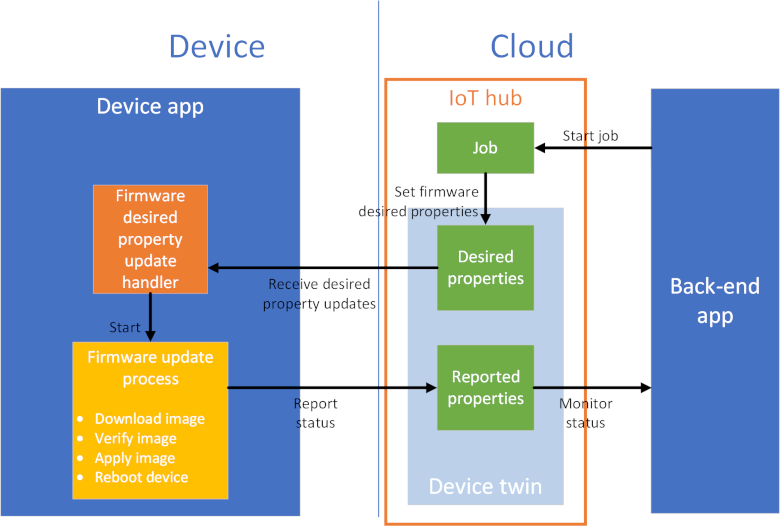 Device
Cloud
Device app
IoT hub
Job
Start job
Set firmware
desired properties
Firmware
desired
property
update
handler
Desired
properties
Receive desired
property updates
Back-end
app
Start
Firmware update
process
• Download image
• Verify image
• Apply image
• Reboot device
Reported
properties
Report
status
Monitor
status
Device twin